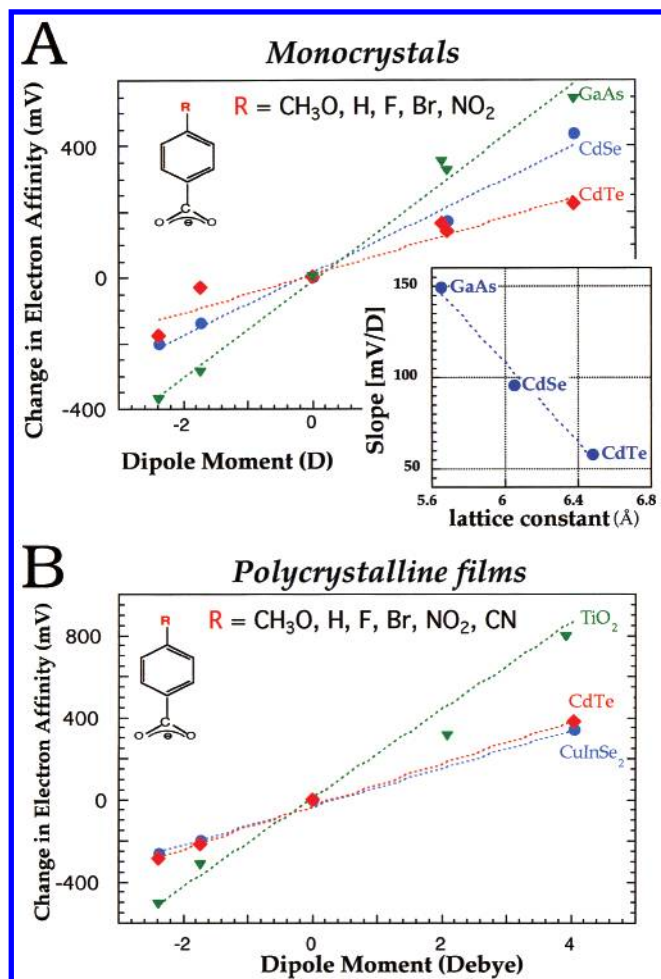 A
Monocrystals
R = CH₃O, H, F, Br, NO₂
R
C
O
⊖
O
GaAs
CdSe
CdTe
Change in Electron Affinity (mV)
400
0
-400
-2
0
Dipole Moment (D)
Slope [mV/D]
150
100
50
GaAs
CdSe
CdTe
5.6
6
6.4
6.8
lattice constant (Å)
B
Polycrystalline films
R = CH₃O, H, F, Br, NO₂, CN
R
C
O
⊖
O
TiO₂
CdTe
CuInSe₂
Change in Electron Affinity (mV)
800
400
0
-400
-2
0
2
4
Dipole Moment (Debye)